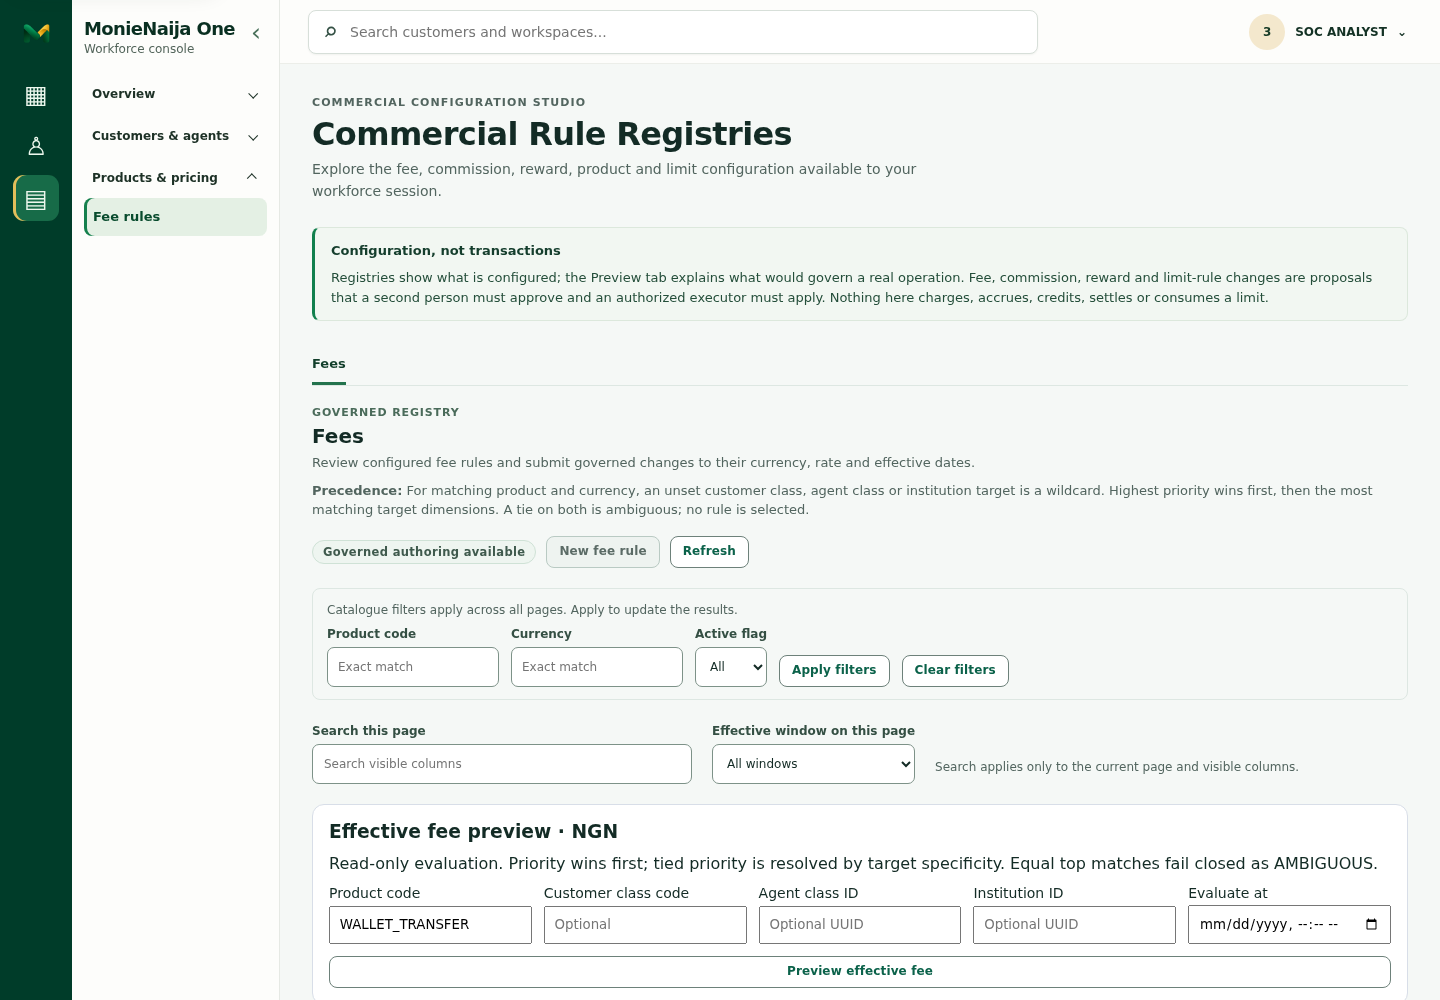 MonieNaija One
Workforce console
Overview
Customers & agents
Products & pricing
Fee rules
Search customers and workspaces...
3
SOC ANALYST
COMMERCIAL CONFIGURATION STUDIO
Commercial Rule Registries
Explore the fee, commission, reward, product and limit configuration available to your
workforce session.
Configuration, not transactions
Registries show what is configured; the Preview tab explains what would govern a real operation. Fee, commission, reward and limit-rule changes are proposals
that a second person must approve and an authorized executor must apply. Nothing here charges, accrues, credits, settles or consumes a limit.
Fees
GOVERNED REGISTRY
Fees
Review configured fee rules and submit governed changes to their currency, rate and effective dates.
Precedence: For matching product and currency, an unset customer class, agent class or institution target is a wildcard. Highest priority wins first, then the most
matching target dimensions. A tie on both is ambiguous; no rule is selected.
Governed authoring available
New fee rule
Refresh
Catalogue filters apply across all pages. Apply to update the results.
Product code
Currency
Active flag
Exact match
Exact match
All
Apply filters
Clear filters
Search this page
Effective window on this page
Search visible columns
All windows
Search applies only to the current page and visible columns.
Effective fee preview · NGN
Read-only evaluation. Priority wins first; tied priority is resolved by target specificity. Equal top matches fail closed as AMBIGUOUS.
Product code
Customer class code
Agent class ID
Institution ID
Evaluate at
WALLET_TRANSFER
Optional
Optional UUID
Optional UUID
mm/dd/yyyy, --:-- --
Preview effective fee